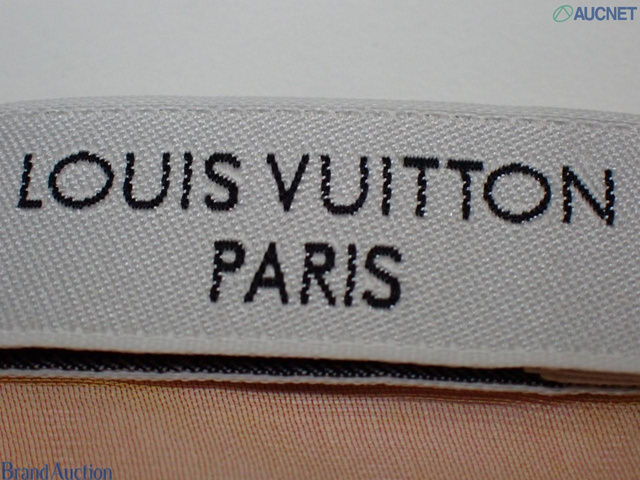 AUCNET
LOUIS VUITTON
PARIS
Brand Auction